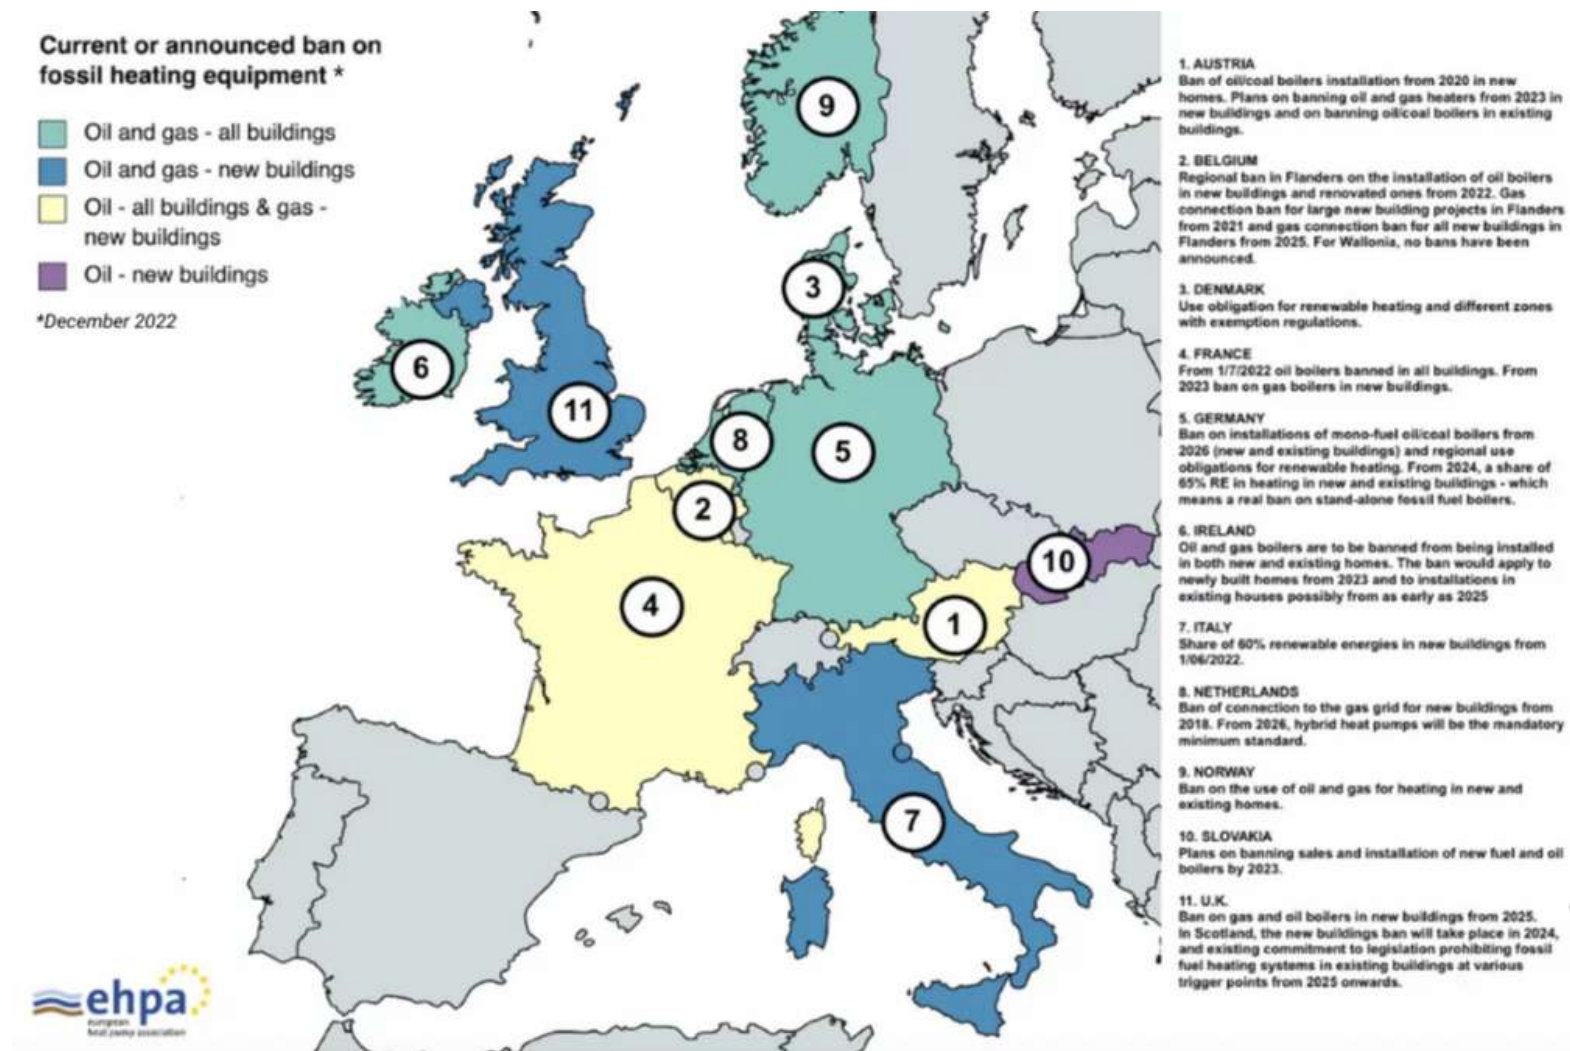 Current or announced ban on
fossil heating equipment *
Oil and gas - all buildings
Oil and gas - new buildings
Oil - all buildings & gas -
new buildings
Oil - new buildings
*December 2022
9
3
6
11
8
5
2
10
4
1
7
ehpa
european
heat pump association
1. AUSTRIA
Ban of oil/coal boilers installation from 2020 in new
homes. Plans on banning oil and gas heaters from 2023 in
new buildings and on banning oil/coal boilers in existing
buildings.
2. BELGIUM
Regional ban in Flanders on the installation of oil boilers
in new buildings and renovated ones from 2022. Gas
connection ban for large new building projects in Flanders
from 2021 and gas connection ban for all new buildings in
Flanders from 2025. For Wallonia, no bans have been
announced.
3. DENMARK
Use obligation for renewable heating and different zones
with exemption regulations.
4. FRANCE
From 1/7/2022 oil boilers banned in all buildings. From
2023 ban on gas boilers in new buildings.
5. GERMANY
Ban on installations of mono-fuel oil/coal boilers from
2026 (new and existing buildings) and regional use
obligations for renewable heating. From 2024, a share of
65% RE in heating in new and existing buildings - which
means a real ban on stand-alone fossil fuel boilers.
6. IRELAND
Oil and gas boilers are to be banned from being installed
in both new and existing homes. The ban would apply to
newly built homes from 2023 and to installations in
existing houses possibly from as early as 2025
7. ITALY
Share of 60% renewable energies in new buildings from
1/06/2022.
8. NETHERLANDS
Ban of connection to the gas grid for new buildings from
2018. From 2026, hybrid heat pumps will be the mandatory
minimum standard.
9. NORWAY
Ban on the use of oil and gas for heating in new and
existing homes.
10. SLOVAKIA
Plans on banning sales and installation of new fuel and oil
boilers by 2023.
11. U.K.
Ban on gas and oil boilers in new buildings from 2025.
In Scotland, the new buildings ban will take place in 2024,
and existing commitment to legislation prohibiting fossil
fuel heating systems in existing buildings at various
trigger points from 2025 onwards.